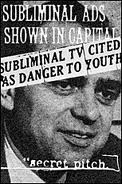 SUBLIMINAL ADS
SHOWN IN CAPITAL
SUBLIMINAL TV CITED
AS DANGER TO YOUTH
"secret pitch